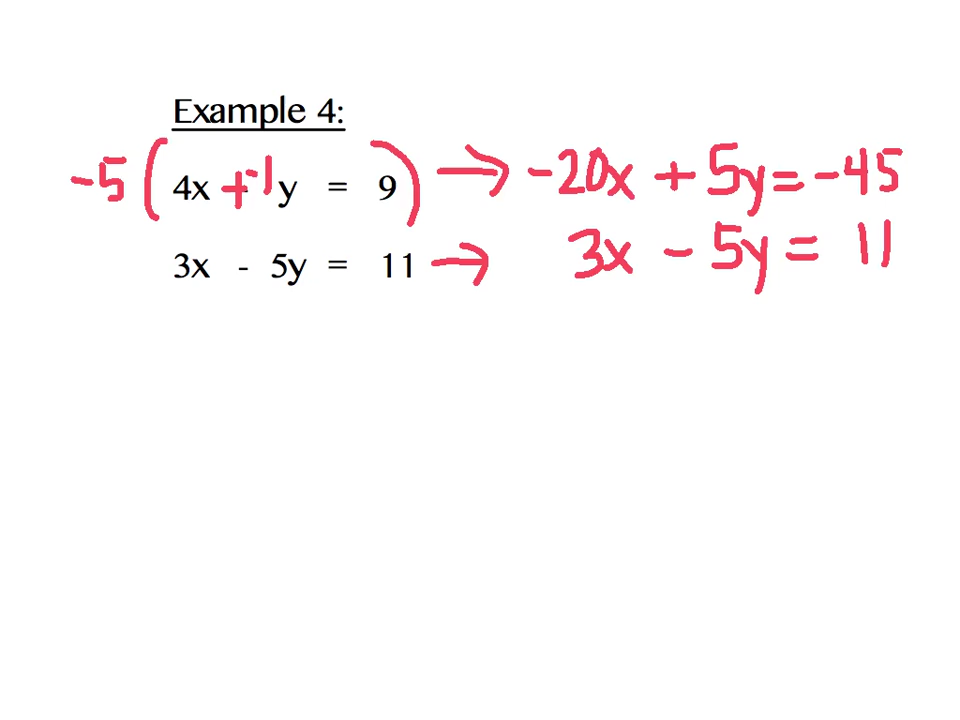 Example 4:
-5 ( 4x + -1y = 9 ) → -20x + 5y = -45
3x - 5y = 11 → 3x - 5y = 11